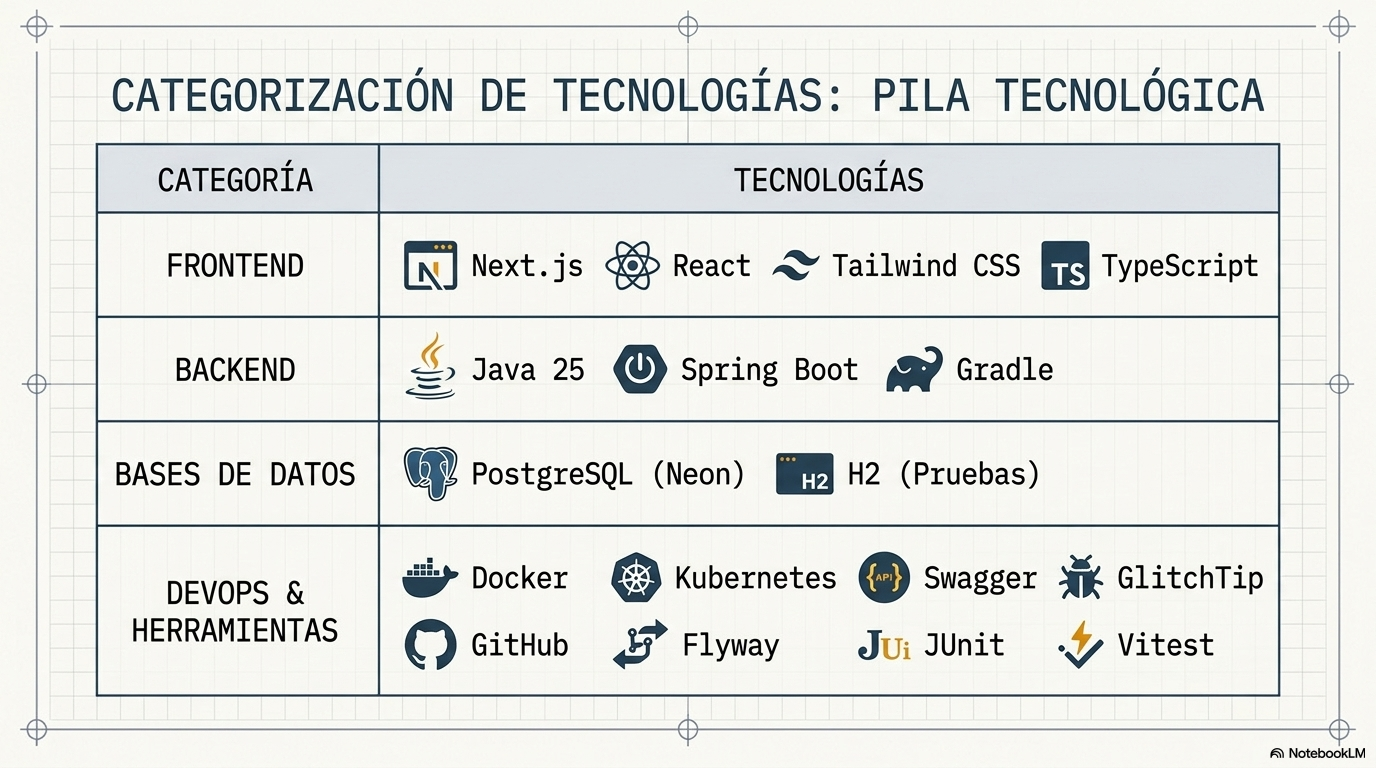 CATEGORIZACIÓN DE TECNOLOGÍAS: PILA TECNOLÓGICA
CATEGORÍA
TECNOLOGÍAS
FRONTEND
N Next.js
React
Tailwind CSS
TS TypeScript
BACKEND
Java 25
Spring Boot
Gradle
BASES DE DATOS
PostgreSQL (Neon)
H2 H2 (Pruebas)
DEVOPS &
HERRAMIENTAS
Docker
Kubernetes
{API} Swagger
GlitchTip
GitHub
Flyway
JUi JUnit
Vitest
NotebookLM